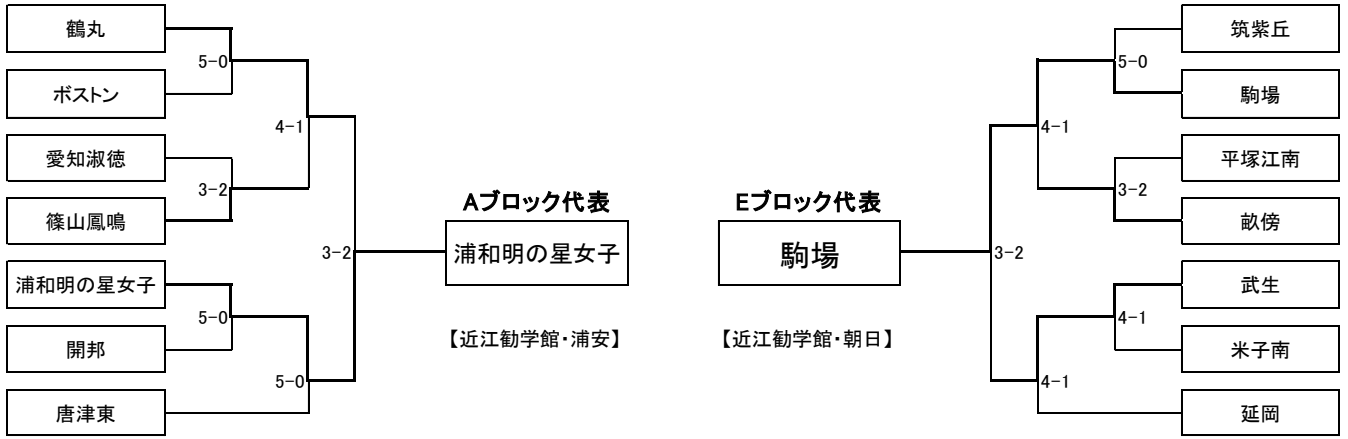 鶴丸
ボストン
愛知淑徳
篠山鳳鳴
浦和明の星女子
開邦
唐津東
5-0
3-2
5-0
4-1
5-0
3-2
Aブロック代表
浦和明の星女子
【近江勧学館・浦安】
Eブロック代表
駒場
【近江勧学館・朝日】
3-2
4-1
4-1
5-0
3-2
4-1
筑紫丘
駒場
平塚江南
畝傍
武生
米子南
延岡